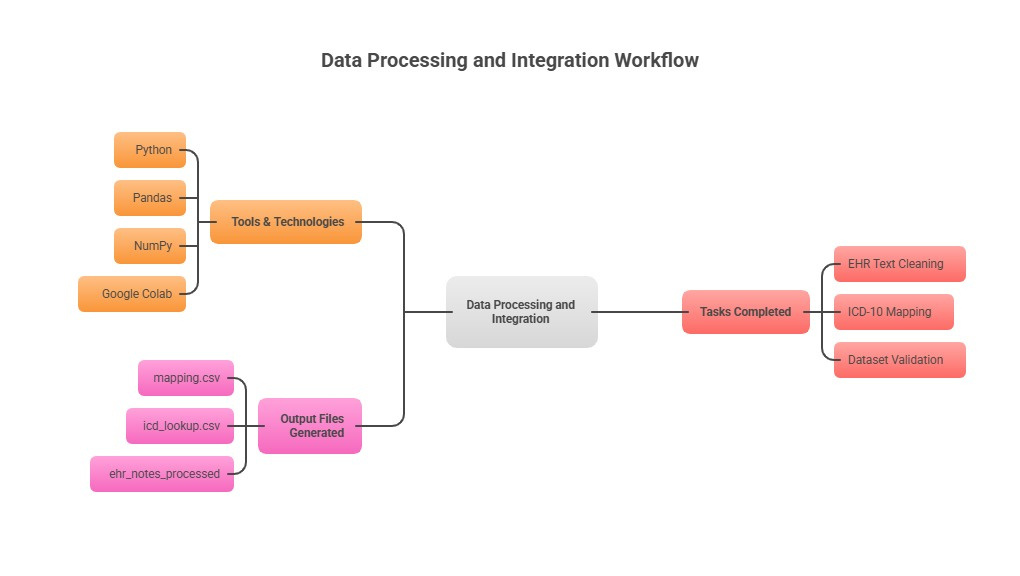 Data Processing and Integration Workflow
Python
Pandas
NumPy
Google Colab
Tools & Technologies
mapping.csv
icd_lookup.csv
ehr_notes_processed
Output Files
Generated
Data Processing and
Integration
Tasks Completed
EHR Text Cleaning
ICD-10 Mapping
Dataset Validation